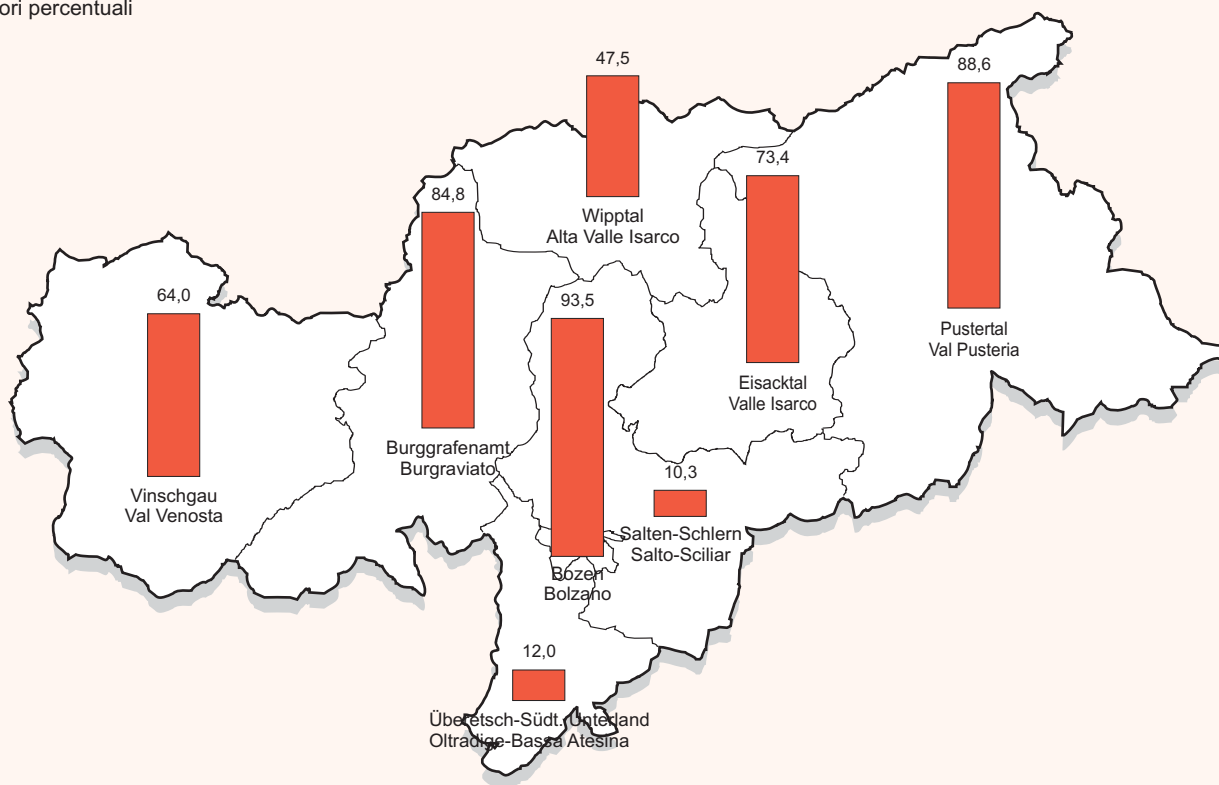 ori percentuali
47,5
Wipptal
Alta Valle Isarco
88,6
Pustertal
Val Pusteria
73,4
Eisacktal
Valle Isarco
84,8
Burggrafenamt
Burgraviato
64,0
Vinschgau
Val Venosta
93,5
Bozen
Bolzano
10,3
Salten-Schlern
Salto-Sciliar
12,0
Überetsch-Südt. Unterland
Oltradige-Bassa Atesina